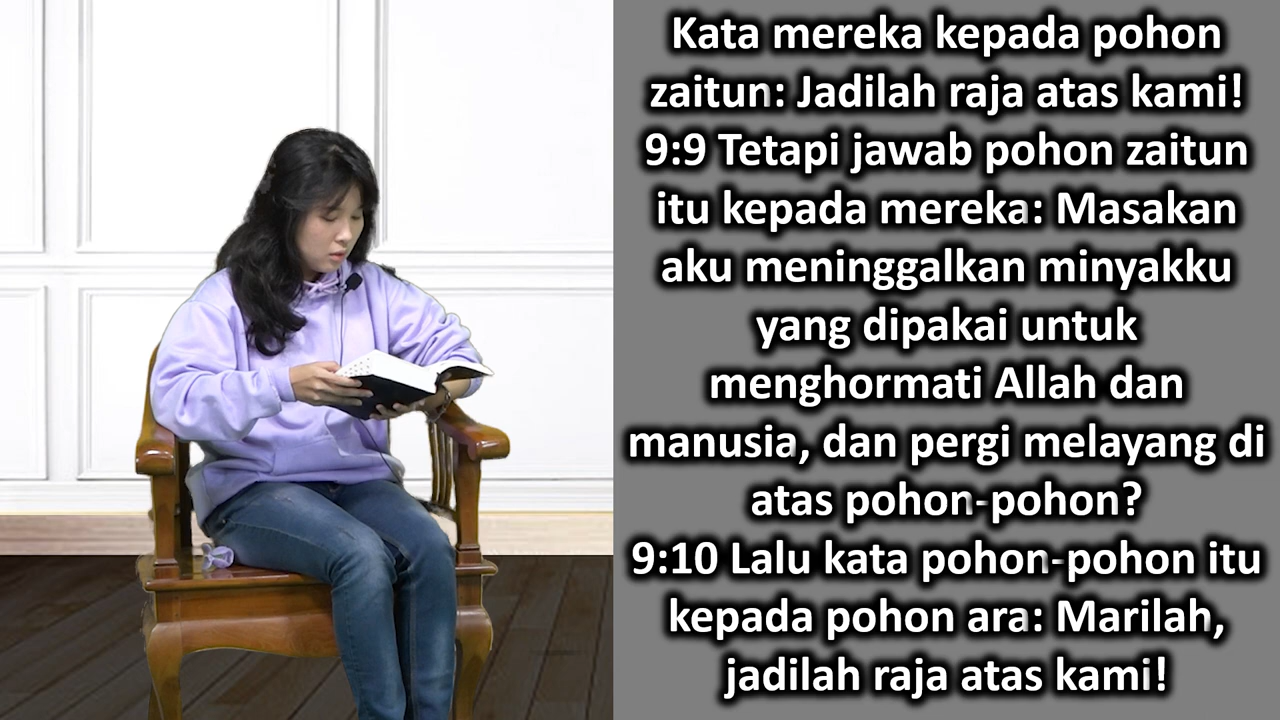 Kata mereka kepada pohon
zaitun: Jadilah raja atas kami!
9:9 Tetapi jawab pohon zaitun
itu kepada mereka: Masakan
aku meninggalkan minyakku
yang dipakai untuk
menghormati Allah dan
manusia, dan pergi melayang di
atas pohon-pohon?
9:10 Lalu kata pohon-pohon itu
kepada pohon ara: Marilah,
jadilah raja atas kami!